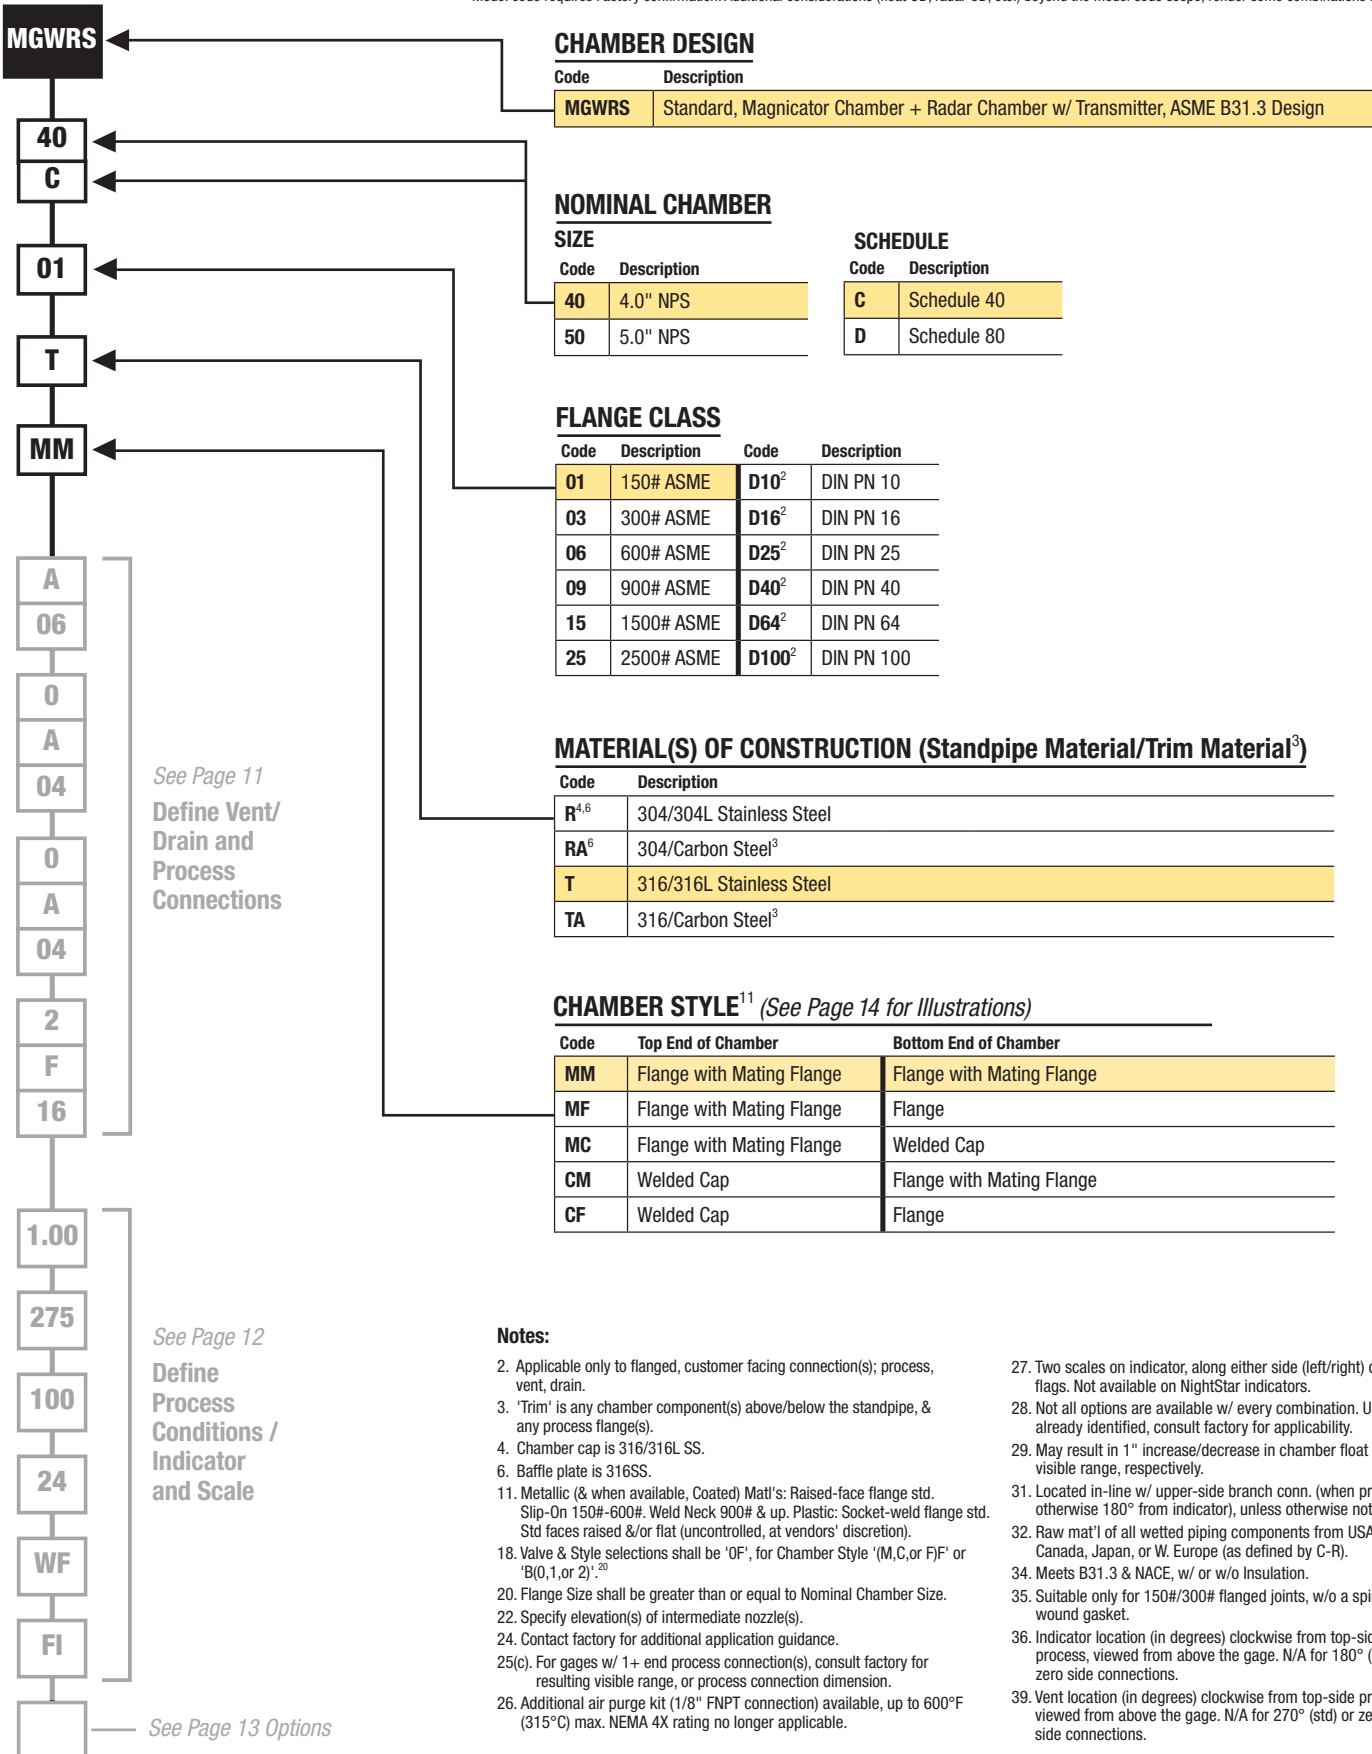 MGWRS
40
C
01
T
MM
A
06
0
A
04
0
A
04
2
F
16
See Page 11
Define Vent/
Drain and
Process
Connections
1.00
275
100
24
WF
FI
See Page 12
Define
Process
Conditions /
Indicator
and Scale
See Page 13 Options
CHAMBER DESIGN
Code Description
MGWRS Standard, Magnicator Chamber + Radar Chamber w/ Transmitter, ASME B31.3 Design
NOMINAL CHAMBER
SIZE
Code Description
40 4.0" NPS
50 5.0" NPS
SCHEDULE
Code Description
C Schedule 40
D Schedule 80
FLANGE CLASS
Code Description Code Description
01 150# ASME D10² DIN PN 10
03 300# ASME D16² DIN PN 16
06 600# ASME D25² DIN PN 25
09 900# ASME D40² DIN PN 40
15 1500# ASME D64² DIN PN 64
25 2500# ASME D100² DIN PN 100
MATERIAL(S) OF CONSTRUCTION (Standpipe Material/Trim Material³)
Code Description
R⁴,⁶ 304/304L Stainless Steel
RA⁶ 304/Carbon Steel³
T 316/316L Stainless Steel
TA 316/Carbon Steel³
CHAMBER STYLE¹¹ (See Page 14 for Illustrations)
Code Top End of Chamber Bottom End of Chamber
MM Flange with Mating Flange Flange with Mating Flange
MF Flange with Mating Flange Flange
MC Flange with Mating Flange Welded Cap
CM Welded Cap Flange with Mating Flange
CF Welded Cap Flange
Notes:
2. Applicable only to flanged, customer facing connection(s); process,
vent, drain.
3. 'Trim' is any chamber component(s) above/below the standpipe, &
any process flange(s).
4. Chamber cap is 316/316L SS.
6. Baffle plate is 316SS.
11. Metallic (& when available, Coated) Matl's: Raised-face flange std.
Slip-On 150#-600#. Weld Neck 900# & up. Plastic: Socket-weld flange std.
Std faces raised &/or flat (uncontrolled, at vendors' discretion).
18. Valve & Style selections shall be '0F', for Chamber Style '(M,C,or F)F' or
'B(0,1,or 2)'.²⁰
20. Flange Size shall be greater than or equal to Nominal Chamber Size.
22. Specify elevation(s) of intermediate nozzle(s).
24. Contact factory for additional application guidance.
25(c). For gages w/ 1+ end process connection(s), consult factory for
resulting visible range, or process connection dimension.
26. Additional air purge kit (1/8" FNPT connection) available, up to 600°F
(315°C) max. NEMA 4X rating no longer applicable.
27. Two scales on indicator, along either side (left/right)
flags. Not available on NightStar indicators.
28. Not all options are available w/ every combination.
already identified, consult factory for applicability.
29. May result in 1" increase/decrease in chamber float
visible range, respectively.
31. Located in-line w/ upper-side branch conn. (when
otherwise 180° from indicator), unless otherwise
32. Raw mat'l of all wetted piping components from USA
Canada, Japan, or W. Europe (as defined by C-R).
34. Meets B31.3 & NACE, w/ or w/o Insulation.
35. Suitable only for 150#/300# flanged joints, w/o a
wound gasket.
36. Indicator location (in degrees) clockwise from
process, viewed from above the gage. N/A for 180°
zero side connections.
39. Vent location (in degrees) clockwise from top-side
viewed from above the gage. N/A for 270° (std) or
side connections.